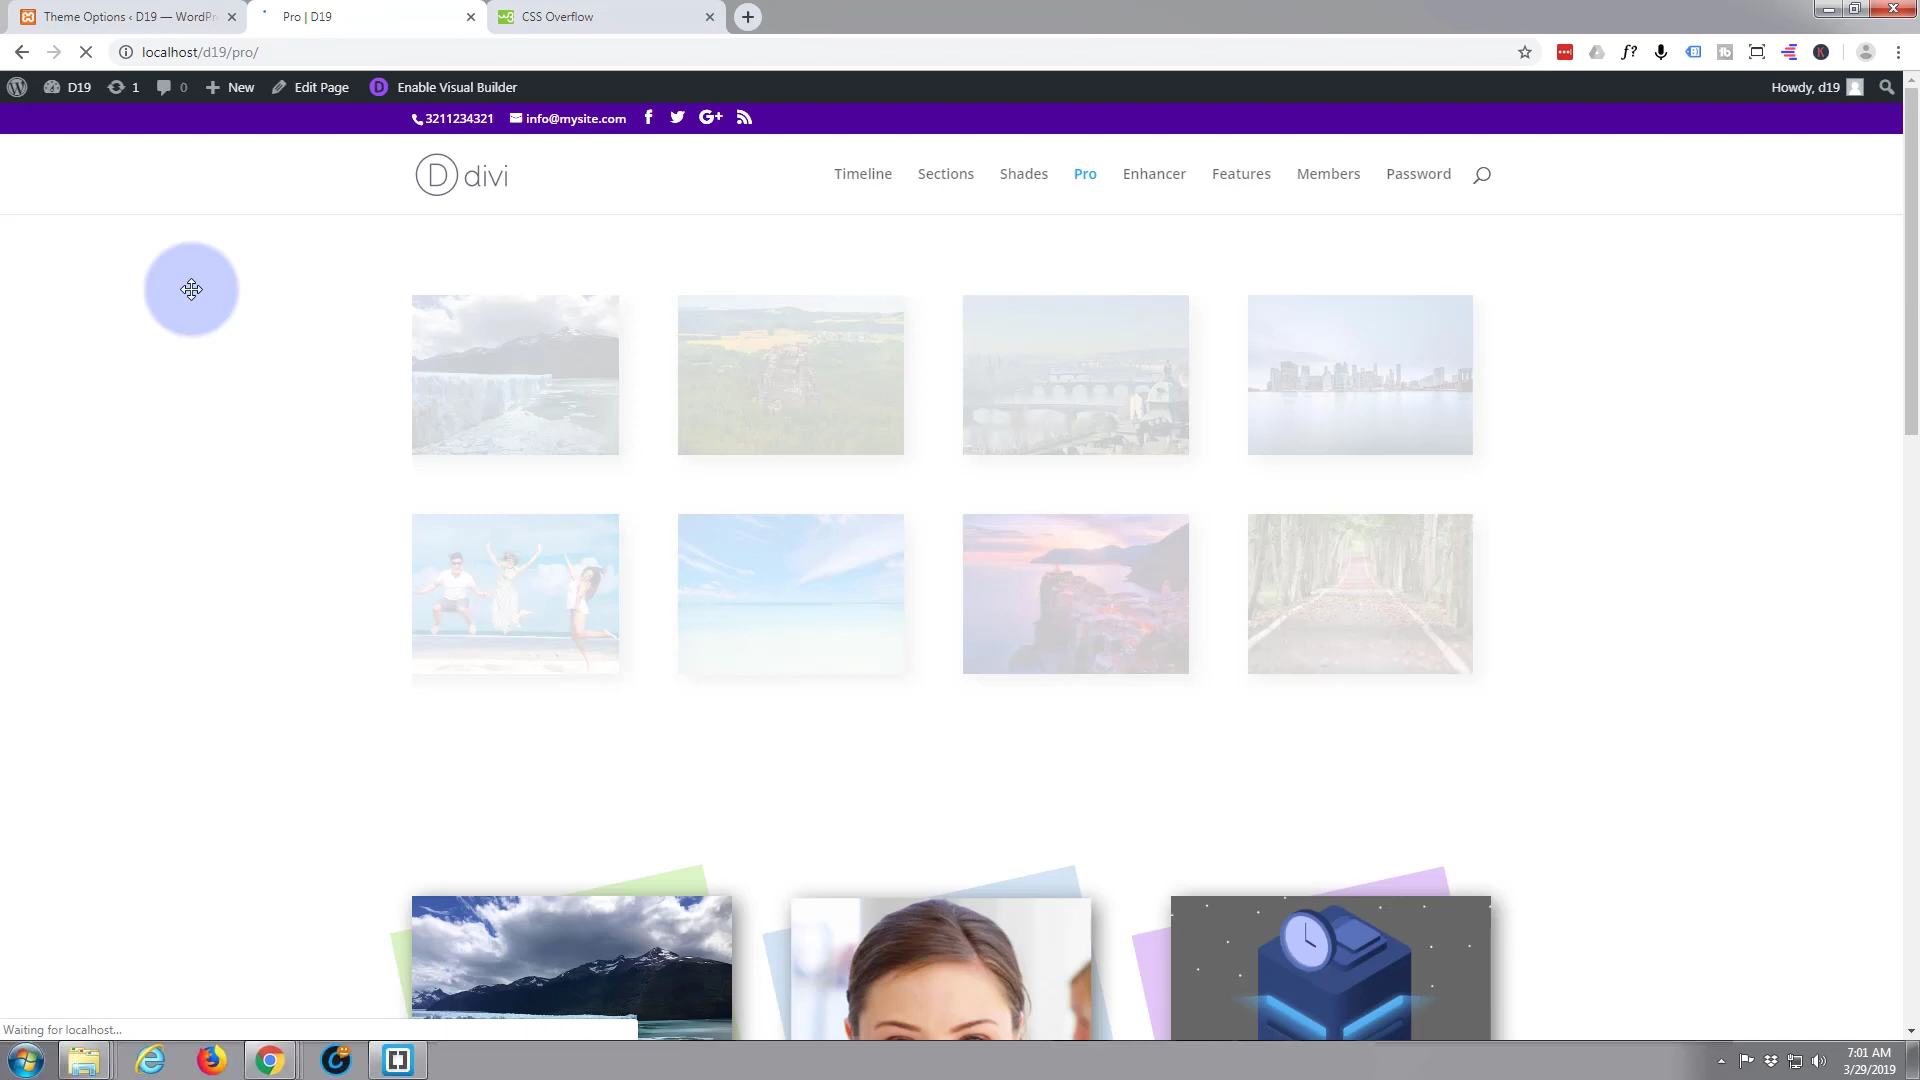 Theme Options ‹ D19 — WordPr
Pro | D19
CSS Overflow
localhost/d19/pro/
D19
1
0
New
Edit Page
Enable Visual Builder
Howdy, d19
3211234321
info@mysite.com
D divi
Timeline
Sections
Shades
Pro
Enhancer
Features
Members
Password
Waiting for localhost...
7:01 AM
3/29/2019